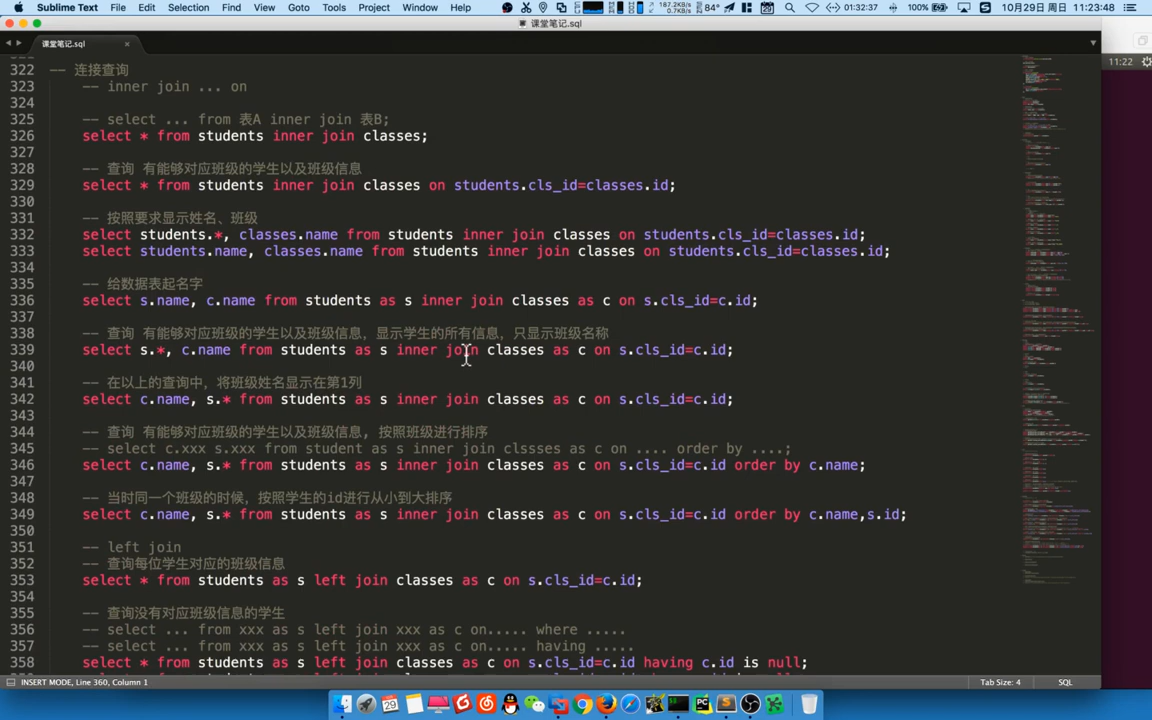 Sublime Text File Edit Selection Find View Goto Tools Project Window Help 187.2KB/s 0.7KB/s 84° 01:32:37 100% 10月29日 周日 11:23:48
课堂笔记.sql
课堂笔记.sql
11:22
322 -- 连接查询
323 -- inner join ... on
324
325 -- select ... from 表A inner join 表B;
326 select * from students inner join classes;
327
328 -- 查询 有能够对应班级的学生以及班级信息
329 select * from students inner join classes on students.cls_id=classes.id;
330
331 -- 按照要求显示姓名、班级
332 select students.*, classes.name from students inner join classes on students.cls_id=classes.id;
333 select students.name, classes.name from students inner join classes on students.cls_id=classes.id;
334
335 -- 给数据表起名字
336 select s.name, c.name from students as s inner join classes as c on s.cls_id=c.id;
337
338 -- 查询 有能够对应班级的学生以及班级信息，显示学生的所有信息，只显示班级名称
339 select s.*, c.name from students as s inner join classes as c on s.cls_id=c.id;
340
341 -- 在以上的查询中，将班级姓名显示在第1列
342 select c.name, s.* from students as s inner join classes as c on s.cls_id=c.id;
343
344 -- 查询 有能够对应班级的学生以及班级信息, 按照班级进行排序
345 -- select c.xxx s.xxx from student as s inner join clssses as c on .... order by ....;
346 select c.name, s.* from students as s inner join classes as c on s.cls_id=c.id order by c.name;
347
348 -- 当时同一个班级的时候，按照学生的id进行从小到大排序
349 select c.name, s.* from students as s inner join classes as c on s.cls_id=c.id order by c.name,s.id;
350
351 -- left join
352 -- 查询每位学生对应的班级信息
353 select * from students as s left join classes as c on s.cls_id=c.id;
354
355 -- 查询没有对应班级信息的学生
356 -- select ... from xxx as s left join xxx as c on..... where .....
357 -- select ... from xxx as s left join xxx as c on..... having .....
358 select * from students as s left join classes as c on s.cls_id=c.id having c.id is null;
INSERT MODE, Line 360, Column 1 Tab Size: 4 SQL